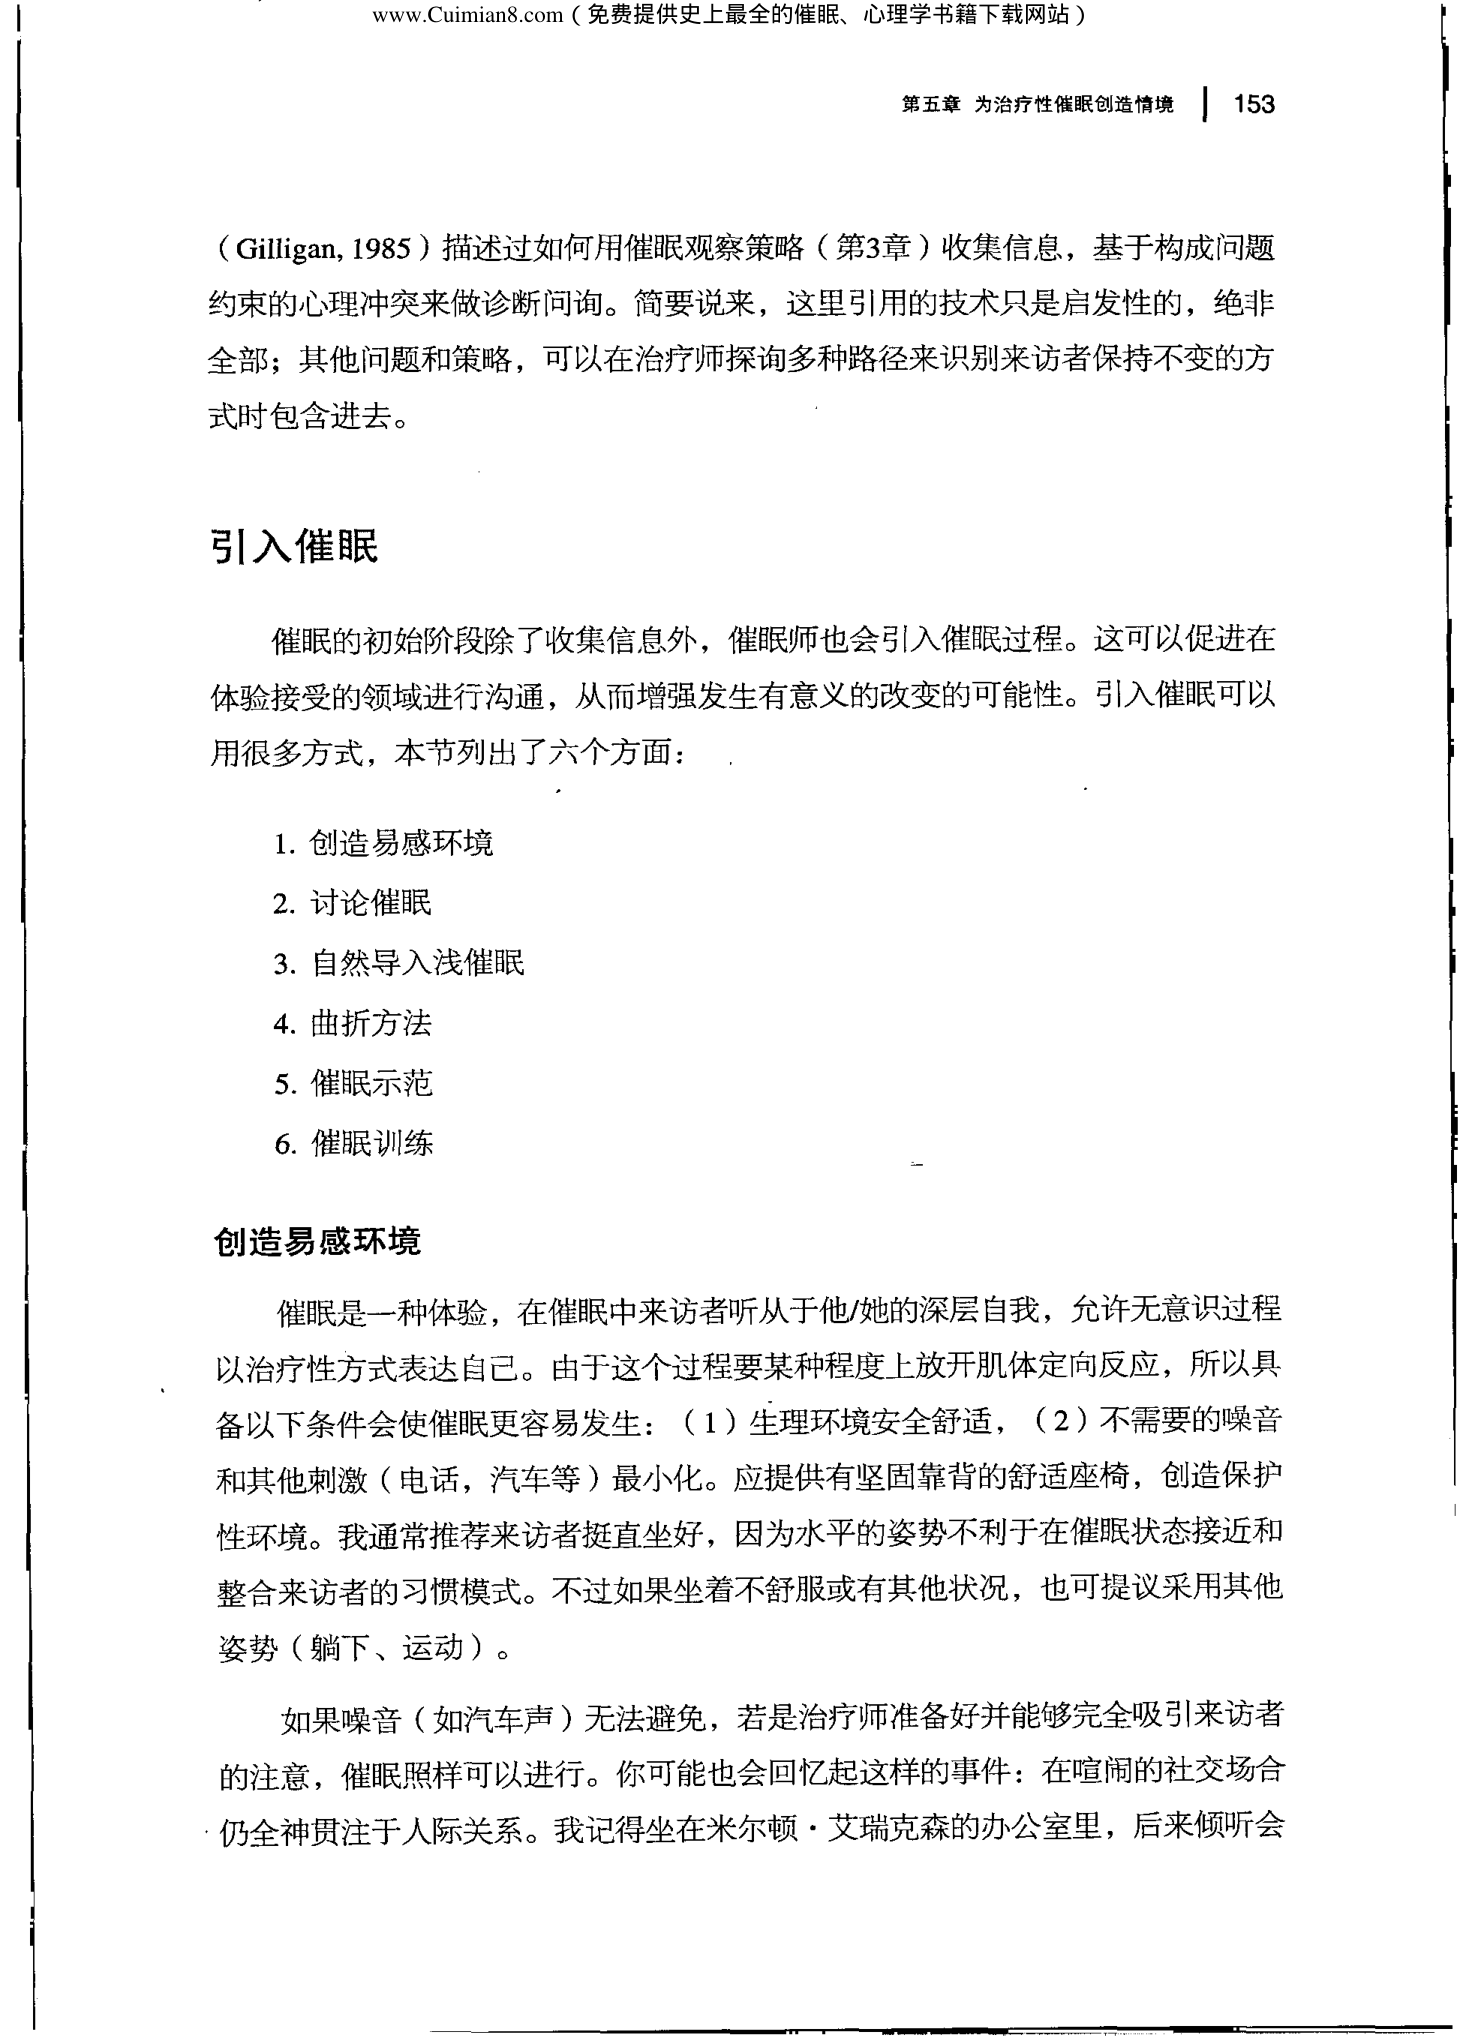 www.Cuimian8.com（免费提供史上最全的催眠、心理学书籍下载网站）
第五章 为治疗性催眠创造情境 153
（Gilligan, 1985）描述过如何用催眠观察策略（第3章）收集信息，基于构成问题
约束的心理冲突来做诊断问询。简要说来，这里引用的技术只是启发性的，绝非
全部；其他问题和策略，可以在治疗师探询多种路径来识别来访者保持不变的方
式时包含进去。
引入催眠
催眠的初始阶段除了收集信息外，催眠师也会引入催眠过程。这可以促进在
体验接受的领域进行沟通，从而增强发生有意义的改变的可能性。引入催眠可以
用很多方式，本节列出了六个方面：
1. 创造易感环境
2. 讨论催眠
3. 自然导入浅催眠
4. 曲折方法
5. 催眠示范
6. 催眠训练
创造易感环境
催眠是一种体验，在催眠中来访者听从于他/她的深层自我，允许无意识过程
以治疗性方式表达自己。由于这个过程要某种程度上放开肌体定向反应，所以具
备以下条件会使催眠更容易发生：（1）生理环境安全舒适，（2）不需要的噪音
和其他刺激（电话，汽车等）最小化。应提供有坚固靠背的舒适座椅，创造保护
性环境。我通常推荐来访者挺直坐好，因为水平的姿势不利于在催眠状态接近和
整合来访者的习惯模式。不过如果坐着不舒服或有其他状况，也可提议采用其他
姿势（躺下、运动）。
如果噪音（如汽车声）无法避免，若是治疗师准备好并能够完全吸引来访者
的注意，催眠照样可以进行。你可能也会回忆起这样的事件：在喧闹的社交场合
仍全神贯注于人际关系。我记得坐在米尔顿·艾瑞克森的办公室里，后来倾听会